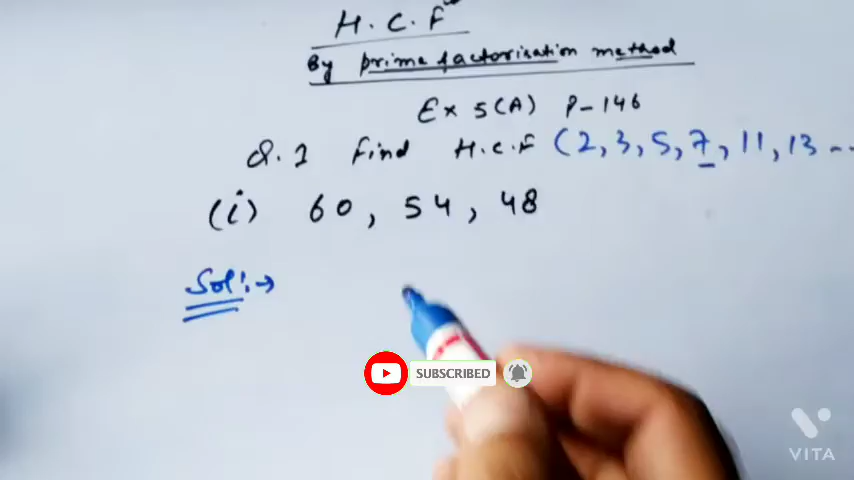 H.C.F
By prime factorisation method
Ex 5(A) P-146
Q.1 Find H.C.F (2, 3, 5, 7, 11, 13 --
(i) 60, 54, 48
Sol:→
SUBSCRIBED
VITA